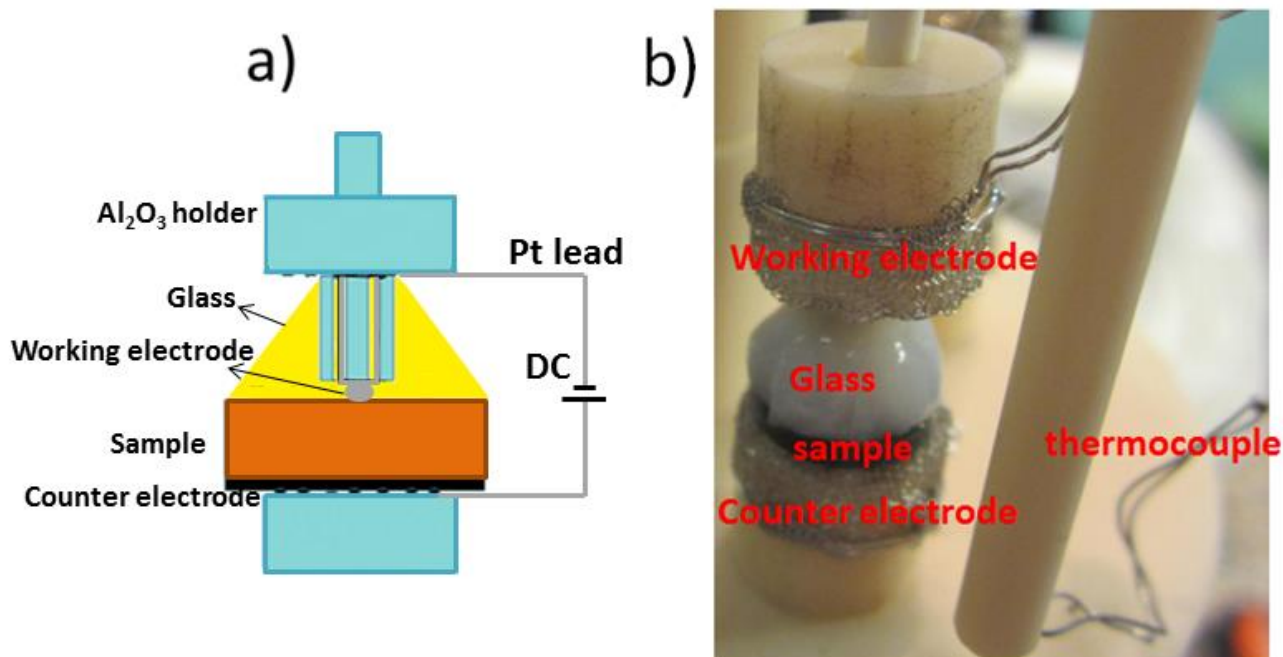 a)
Al₂O₃ holder
Pt lead
Glass
Working electrode
DC
Sample
Counter electrode
b)
Working electrode
Glass
sample
thermocouple
Counter electrode